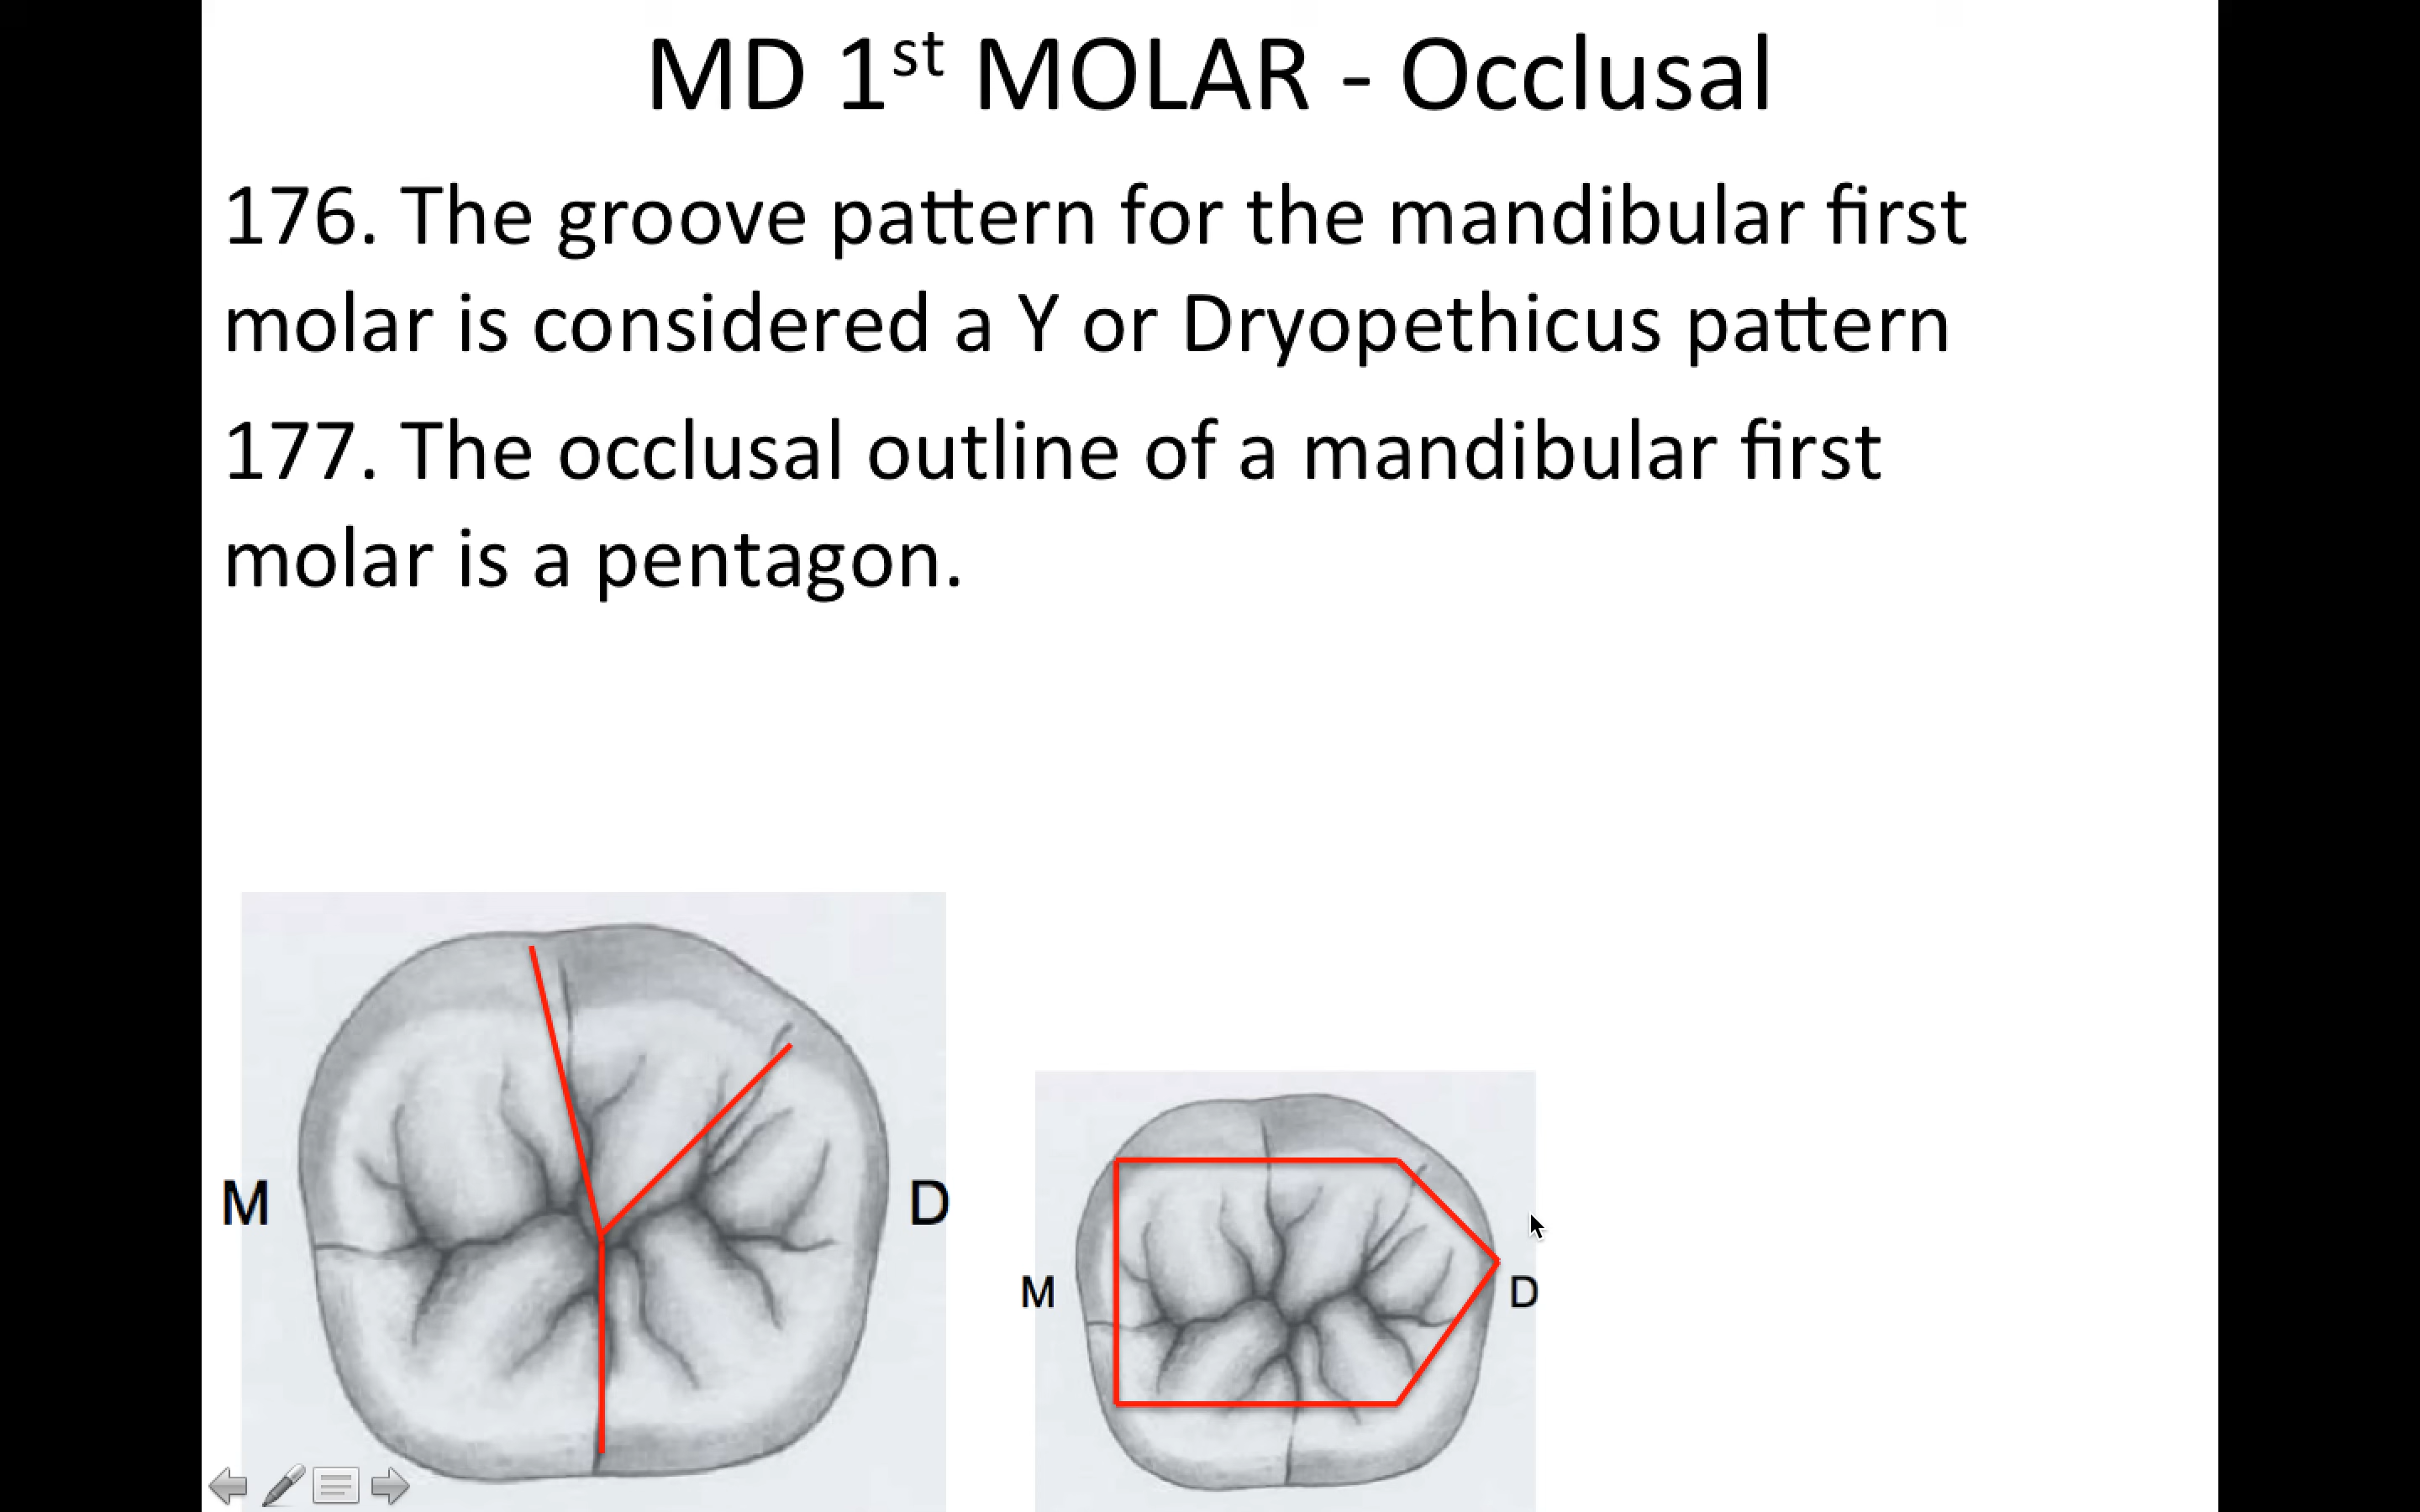 MD 1st MOLAR - Occlusal
176. The groove pattern for the mandibular first
molar is considered a Y or Dryopethicus pattern
177. The occlusal outline of a mandibular first
molar is a pentagon.
M
D
M
D